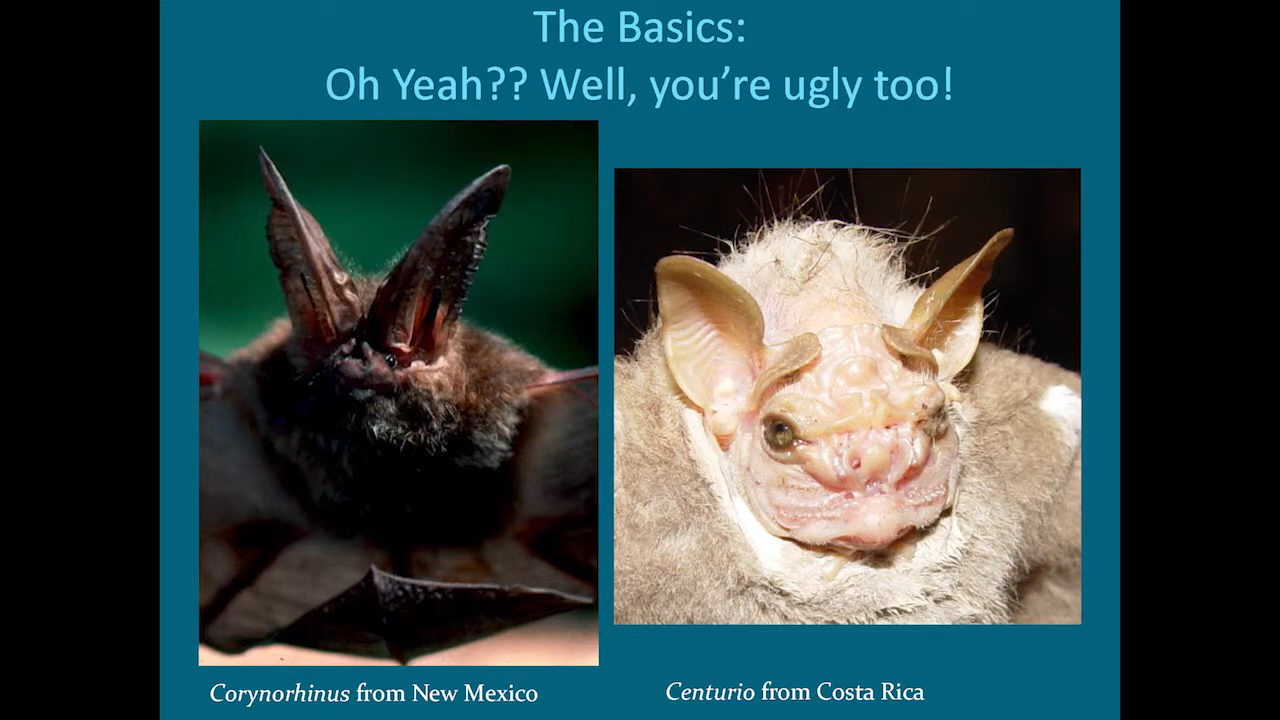 The Basics:
Oh Yeah?? Well, you’re ugly too!
Corynorhinus from New Mexico
Centurio from Costa Rica